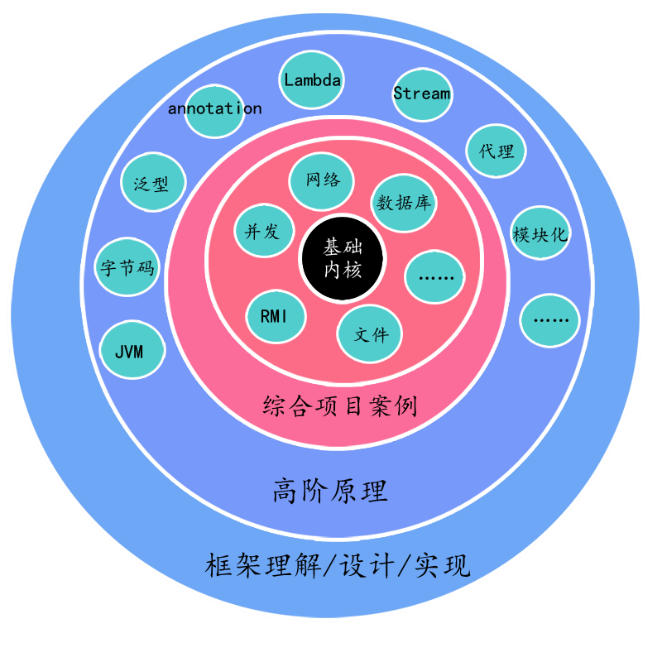 Lambda
Stream
annotation
代理
泛型
网络
数据库
模块化
并发
基础
内核
字节码
……
RMI
……
文件
JVM
综合项目案例
高阶原理
框架理解/设计/实现